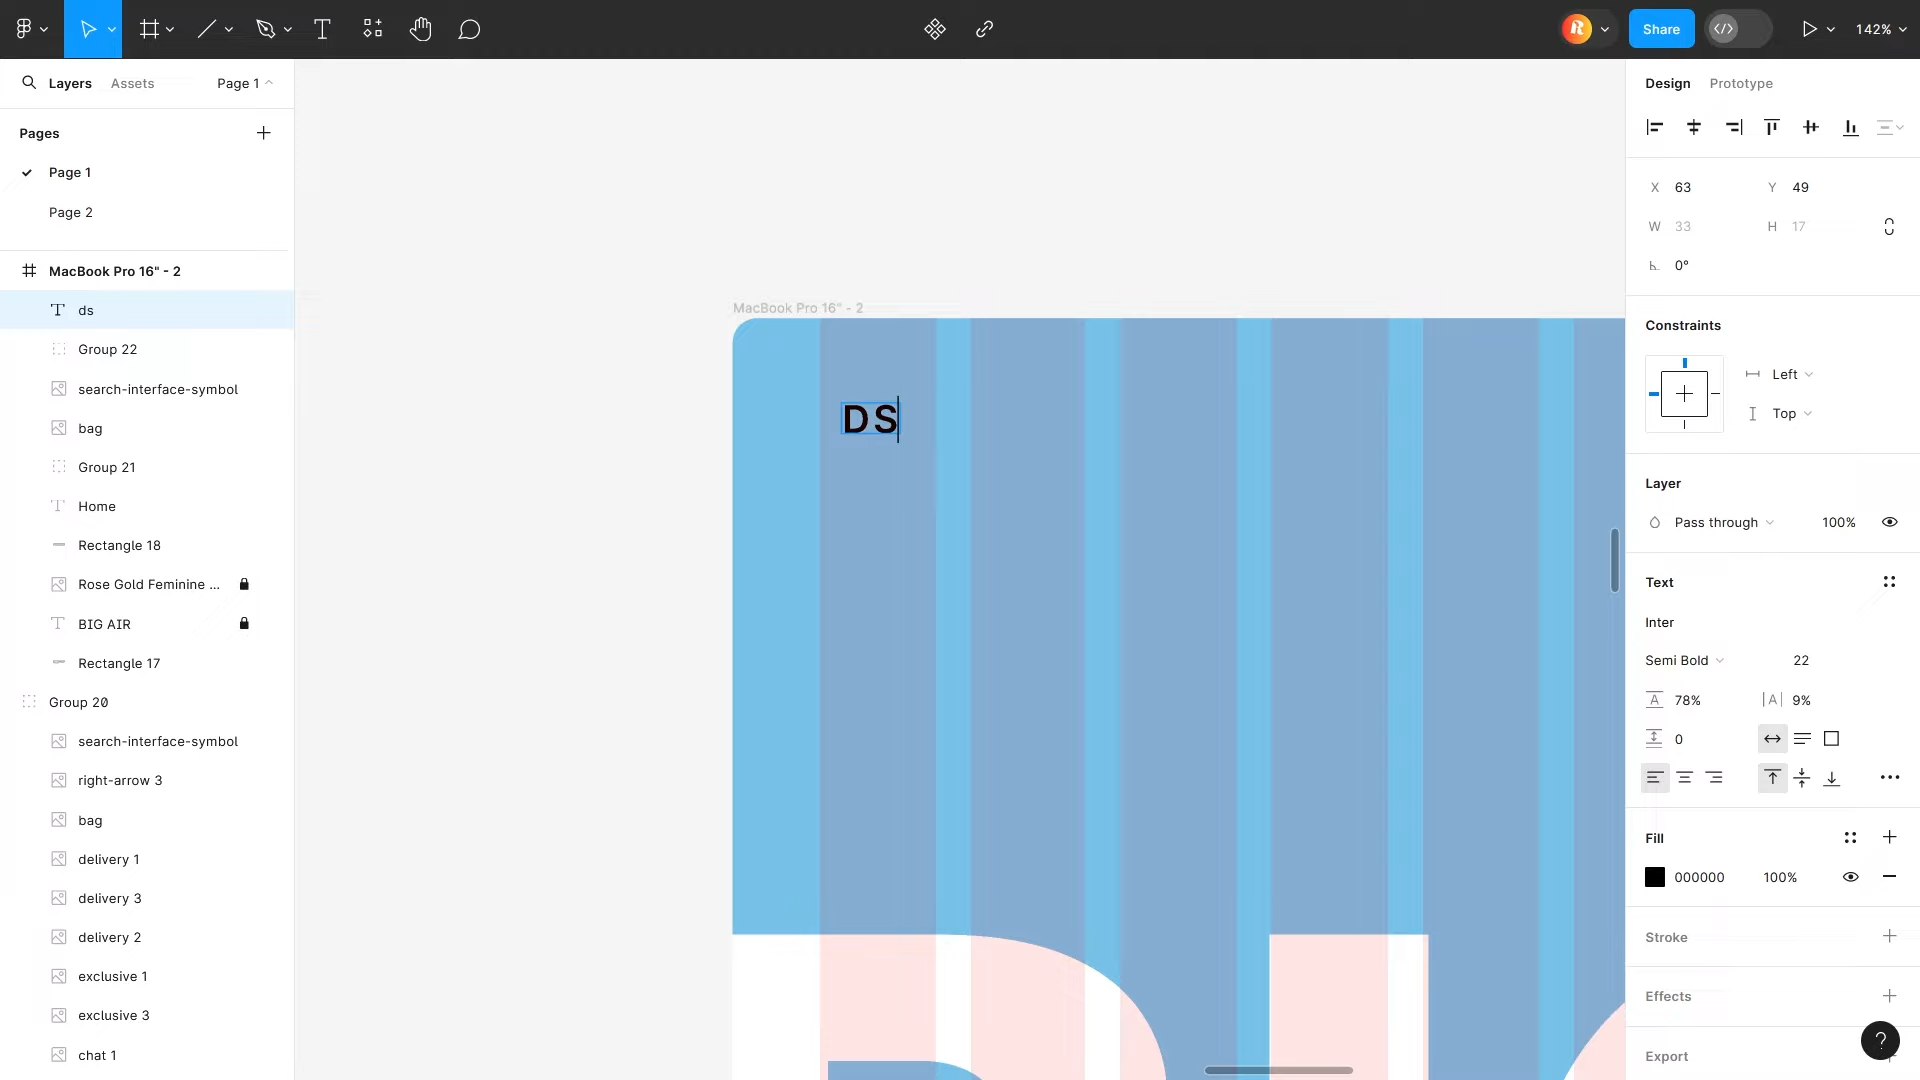 Share
142%
Layers
Assets
Page 1
Pages
Page 1
Page 2
MacBook Pro 16" - 2
ds
Group 22
search-interface-symbol
bag
Group 21
Home
Rectangle 18
Rose Gold Feminine ...
BIG AIR
Rectangle 17
Group 20
search-interface-symbol
right-arrow 3
bag
delivery 1
delivery 3
delivery 2
exclusive 1
exclusive 3
chat 1
MacBook Pro 16" - 2
DS
Design
Prototype
X 63
Y 49
W 33
H 17
0°
Constraints
Left
Top
Layer
Pass through
100%
Text
Inter
Semi Bold
22
78%
9%
0
Fill
000000
100%
Stroke
Effects
Export
?